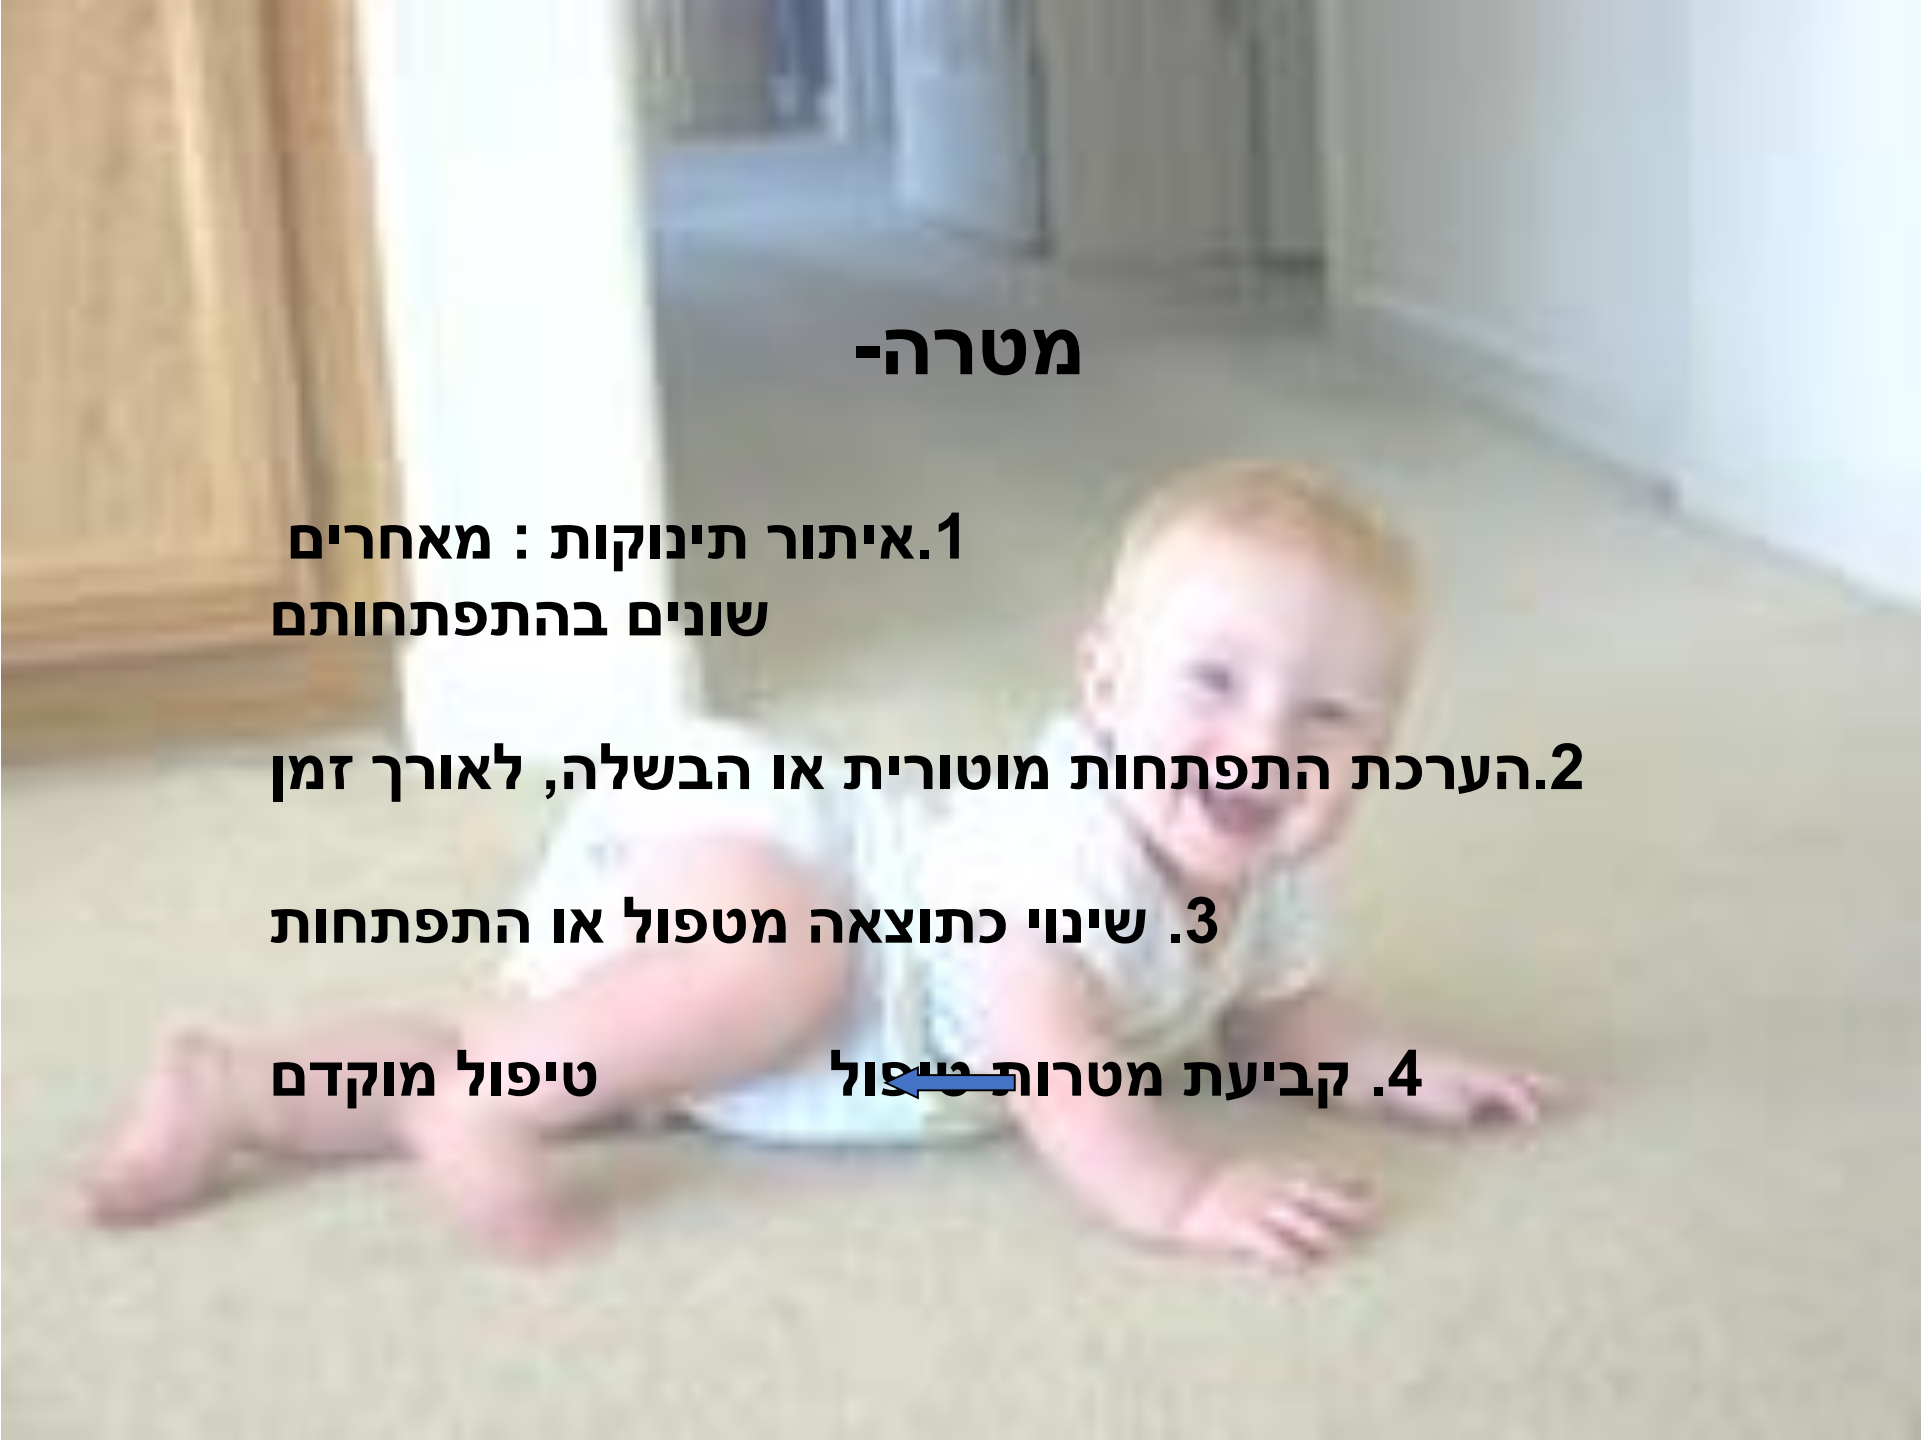 מטרה-
1.איתור תינוקות : מאחרים
שונים בהתפתחותם
2.הערכת התפתחות מוטורית או הבשלה, לאורך זמן
3. שינוי כתוצאה מטפול או התפתחות
4. קביעת מטרות טיפול טיפול מוקדם